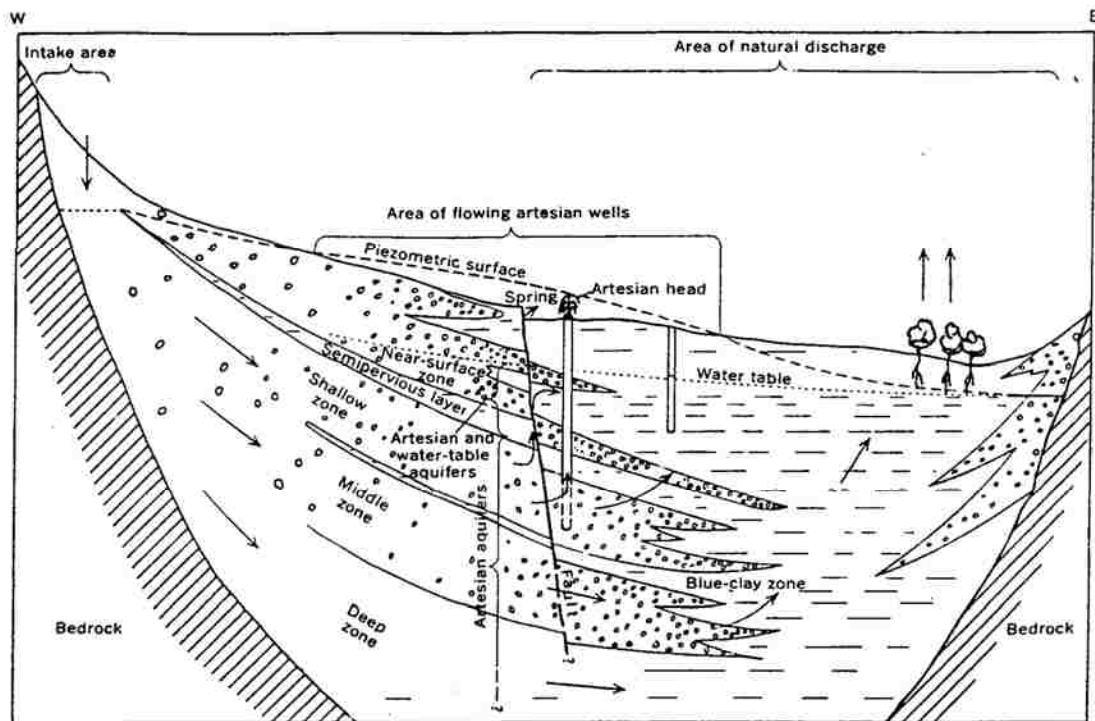 W
E
Intake area
Area of natural discharge
Area of flowing artesian wells
Piezometric surface
Spring
Artesian head
Near-surface
zone
Water table
Semipervious layer
Shallow
zone
Artesian and
water-table
aquifers
Middle
zone
Artesian aquifers
Fault
Blue-clay zone
Deep
zone
Bedrock
Bedrock
?
?